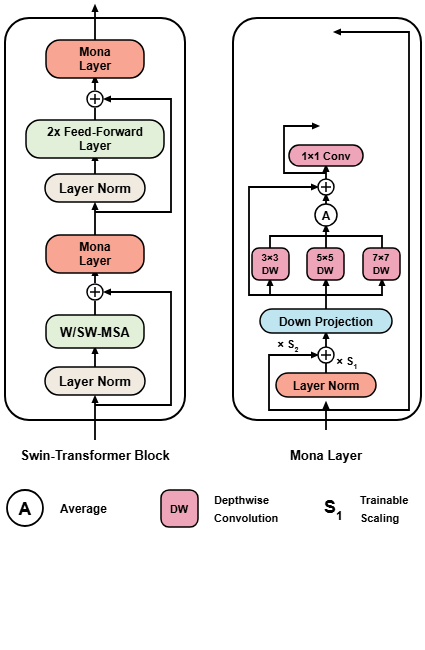 Mona
Layer
2x Feed-Forward
Layer
Layer Norm
Mona
Layer
W/SW-MSA
Layer Norm
Swin-Transformer Block
1×1 Conv
A
3×3
DW
5×5
DW
7×7
DW
Down Projection
× S2
× S1
Layer Norm
Mona Layer
A
Average
DW
Depthwise
Convolution
S1
Trainable
Scaling